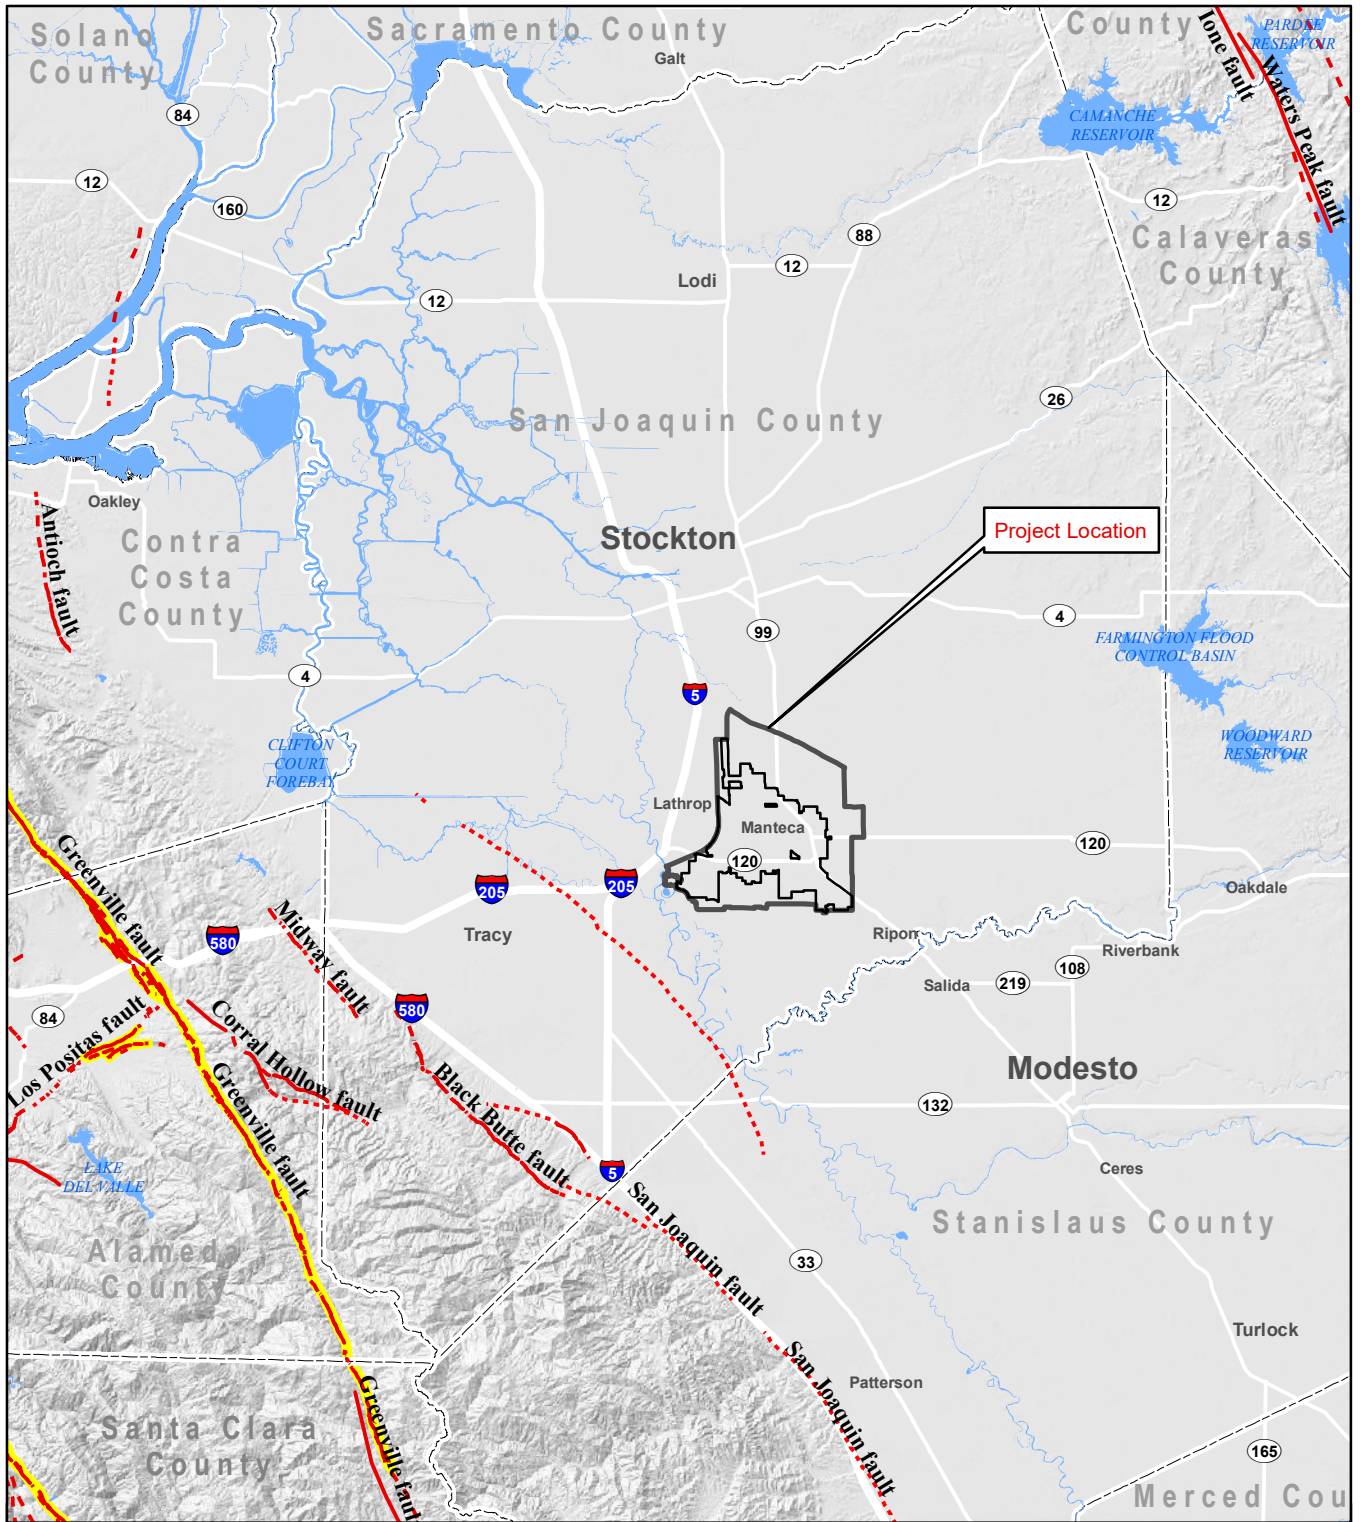 Solano
County
Sacramento County
Galt
County
Ione fault
PARDEE
RESERVOIR
Waters Peak fault
84
CAMANCHE
RESERVOIR
12
160
12
88
Calaveras
County
Lodi
12
12
San Joaquin County
26
Oakley
Antioch fault
Contra
Costa
County
Stockton
Project Location
99
4
FARMINGTON FLOOD
CONTROL BASIN
4
5
CLIFTON
COURT
FOREBAY
WOODWARD
RESERVOIR
Lathrop
Manteca
120
120
Greenville fault
205
205
Oakdale
Midway fault
580
Tracy
Ripon
Riverbank
108
219
Salida
580
84
Los Positas fault
Corral Hollow fault
Greenville fault
Black Butte fault
Modesto
132
LAKE
DEL VALLE
5
Ceres
San Joaquin fault
Stanislaus County
Alameda
County
33
Turlock
San Joaquin fault
Patterson
Greenville fault
Santa Clara
County
165
Merced Cou